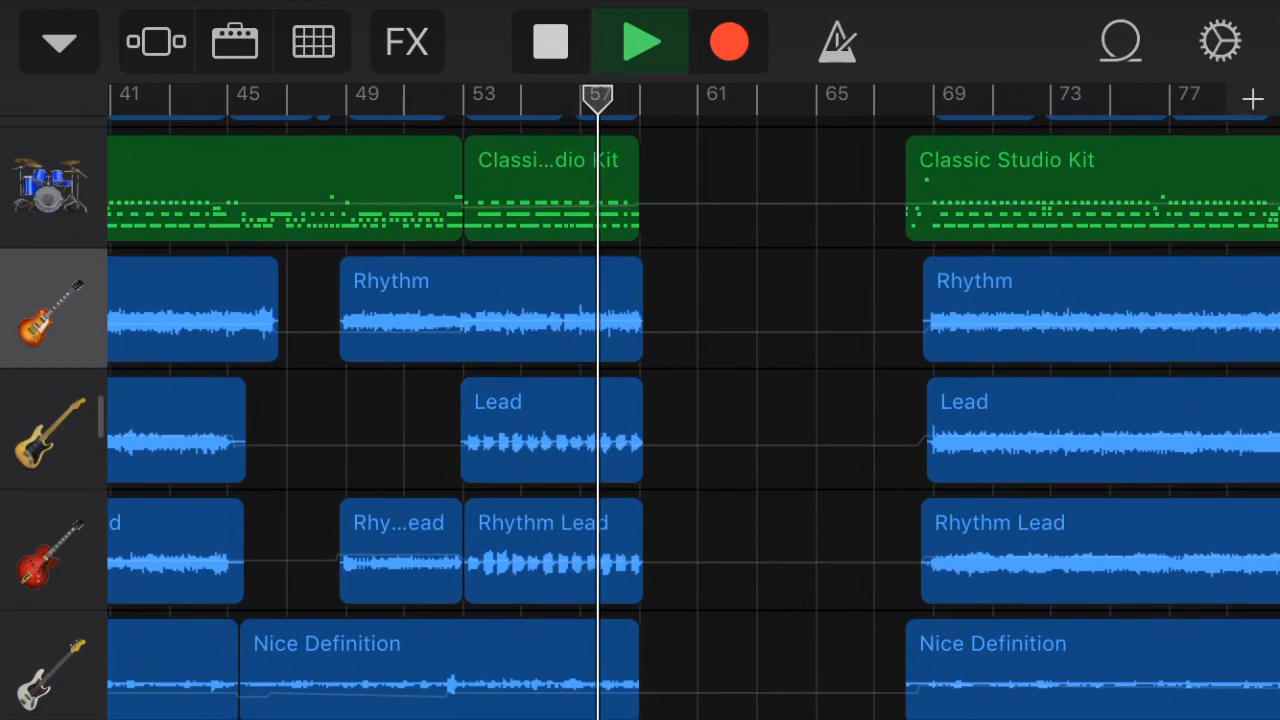 FX
41 45 49 53 57 61 65 69 73 77
Classi...dio Kit
Classic Studio Kit
Rhythm
Rhythm
Lead
Lead
d
Rhy...ead
Rhythm Lead
Rhythm Lead
Nice Definition
Nice Definition